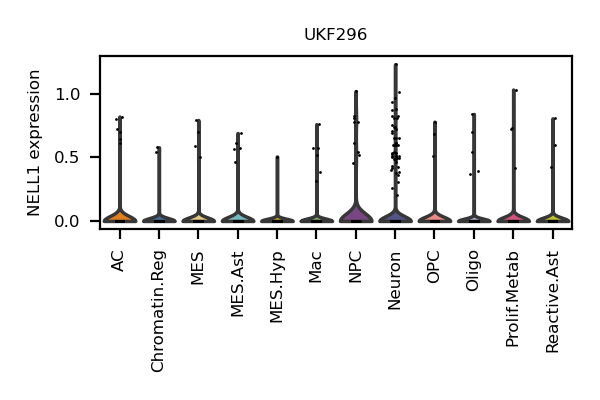 UKF296
NELL1 expression
1.0
0.5
0.0
AC
Chromatin.Reg
MES
MES.Ast
MES.Hyp
Mac
NPC
Neuron
OPC
Oligo
Prolif.Metab
Reactive.Ast